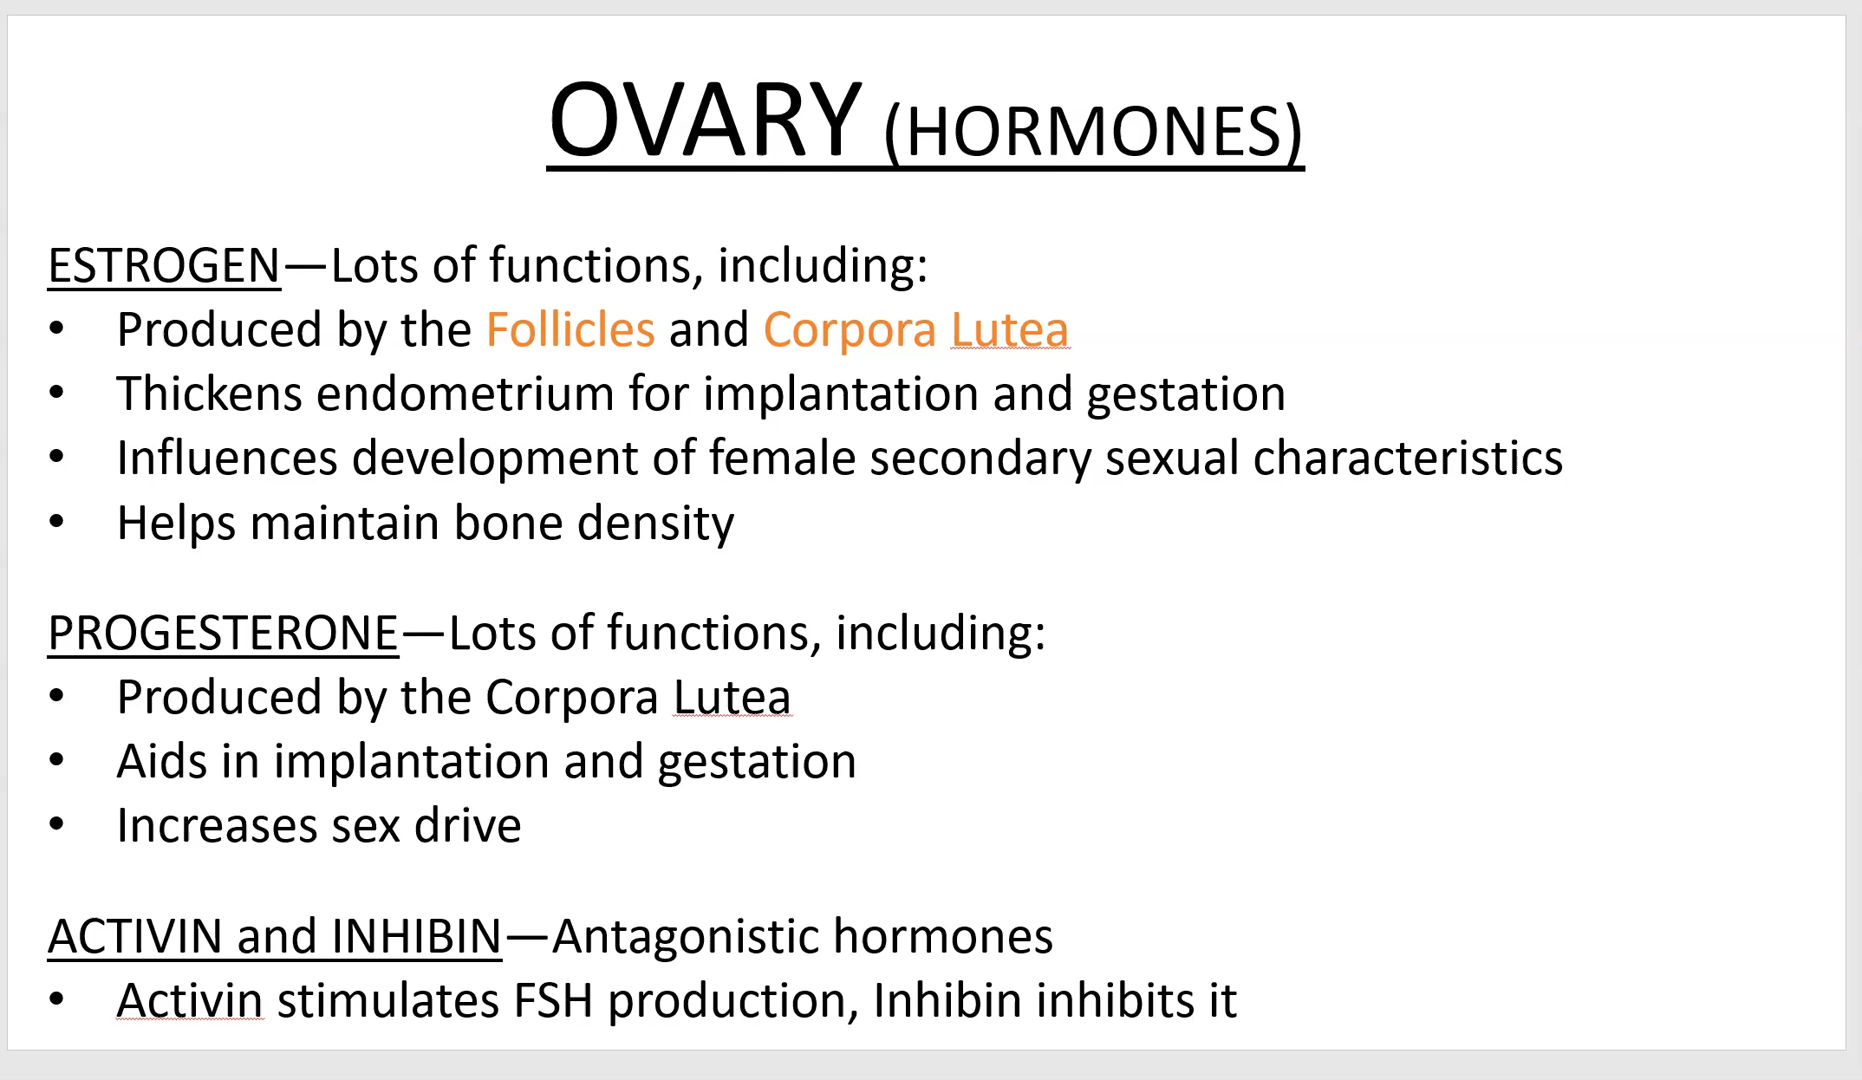 OVARY (HORMONES)
ESTROGEN—Lots of functions, including:
• Produced by the Follicles and Corpora Lutea
• Thickens endometrium for implantation and gestation
• Influences development of female secondary sexual characteristics
• Helps maintain bone density
PROGESTERONE—Lots of functions, including:
• Produced by the Corpora Lutea
• Aids in implantation and gestation
• Increases sex drive
ACTIVIN and INHIBIN—Antagonistic hormones
• Activin stimulates FSH production, Inhibin inhibits it